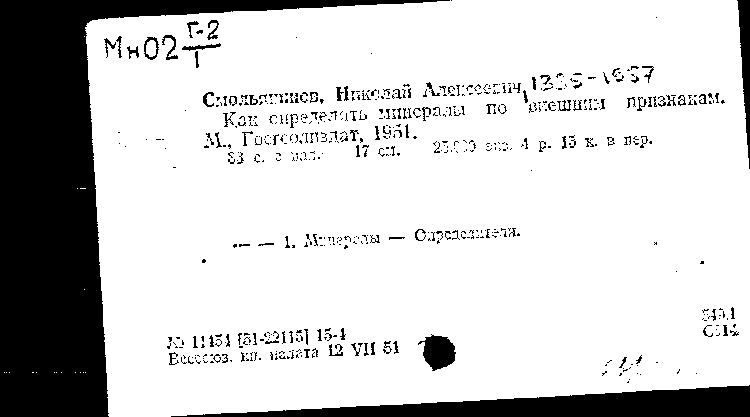 Мн02 Г-2
1
Смольянинов, Николай Алексеевич, 1885-1957
Как определять минералы по внешним признакам.
М., Госгеолиздат, 1951.
83 с. с илл. 17 см. 25.000 экз. 4 р. 15 к. в пер.
— — 1. Минералы — Определители.
№ 11454 [51-22115] 15-4
Всесоюз. кн. палата 12 VII 51
549.1